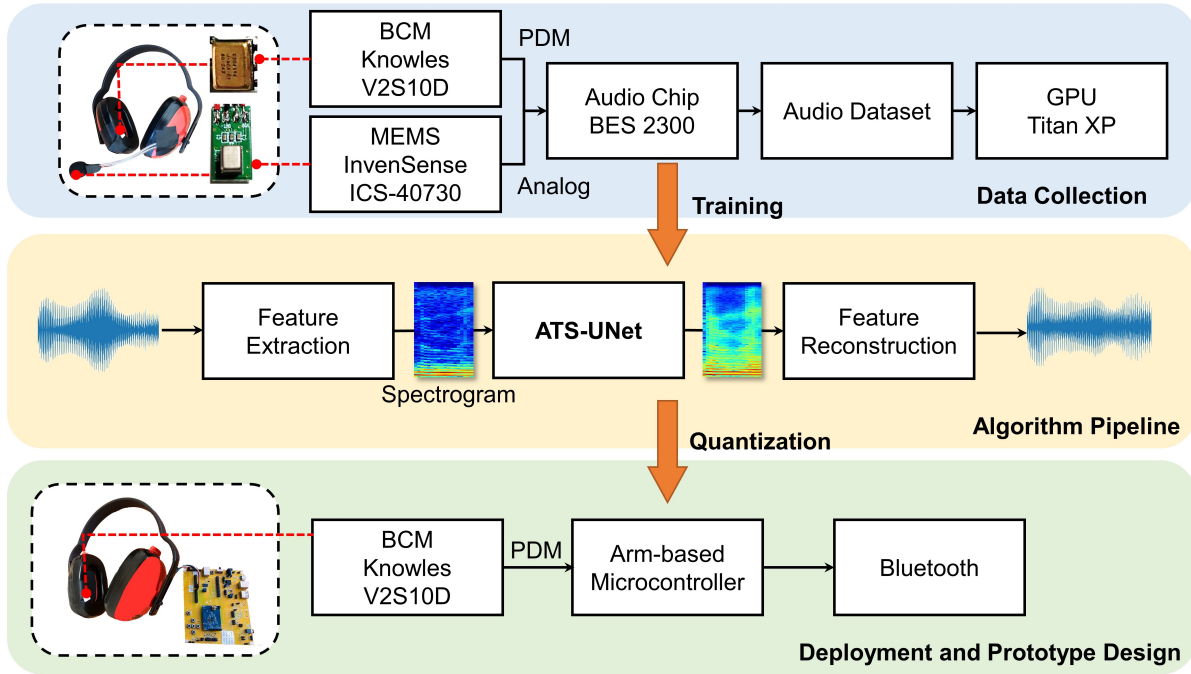 BCM
Knowles
V2S10D
PDM
MEMS
InvenSense
ICS-40730
Analog
Audio Chip
BES 2300
Audio Dataset
GPU
Titan XP
Data Collection
Training
Feature
Extraction
Spectrogram
ATS-UNet
Feature
Reconstruction
Algorithm Pipeline
Quantization
BCM
Knowles
V2S10D
PDM
Arm-based
Microcontroller
Bluetooth
Deployment and Prototype Design